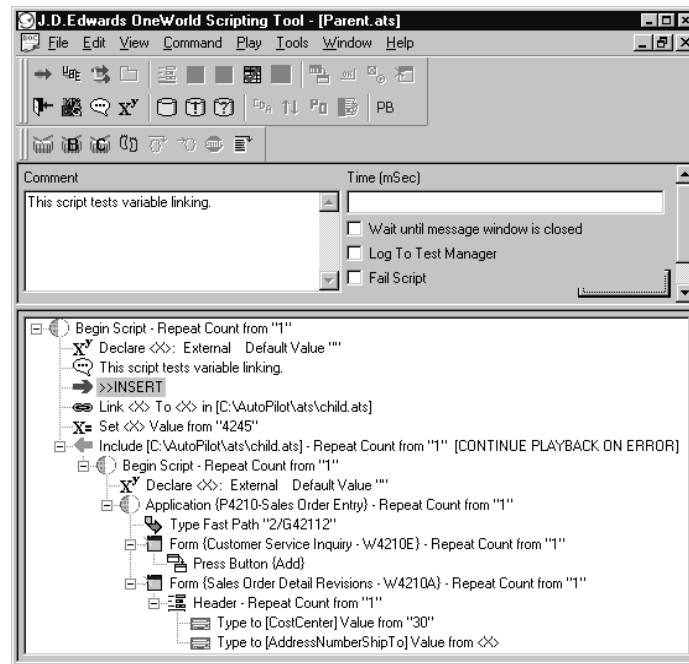 J.D.Edwards OneWorld Scripting Tool - [Parent.ats]
File Edit View Command Play Tools Window Help
UBE
X^Y PB
B C
Comment Time (mSec)
This script tests variable linking.
Wait until message window is closed
Log To Test Manager
Fail Script
Begin Script - Repeat Count from "1"
X^Y Declare <X>: External Default Value ""
This script tests variable linking.
>>INSERT
Link <X> To <X> in [C:\AutoPilot\ats\child.ats]
X= Set <X> Value from "4245"
Include [C:\AutoPilot\ats\child.ats] - Repeat Count from "1" [CONTINUE PLAYBACK ON ERROR]
Begin Script - Repeat Count from "1"
X^Y Declare <X>: External Default Value ""
Application {P4210-Sales Order Entry} - Repeat Count from "1"
Type Fast Path "2/G42112"
Form {Customer Service Inquiry - W4210E} - Repeat Count from "1"
Press Button {Add}
Form {Sales Order Detail Revisions - W4210A} - Repeat Count from "1"
Header - Repeat Count from "1"
Type to [CostCenter] Value from "30"
Type to [AddressNumberShipTo] Value from <X>